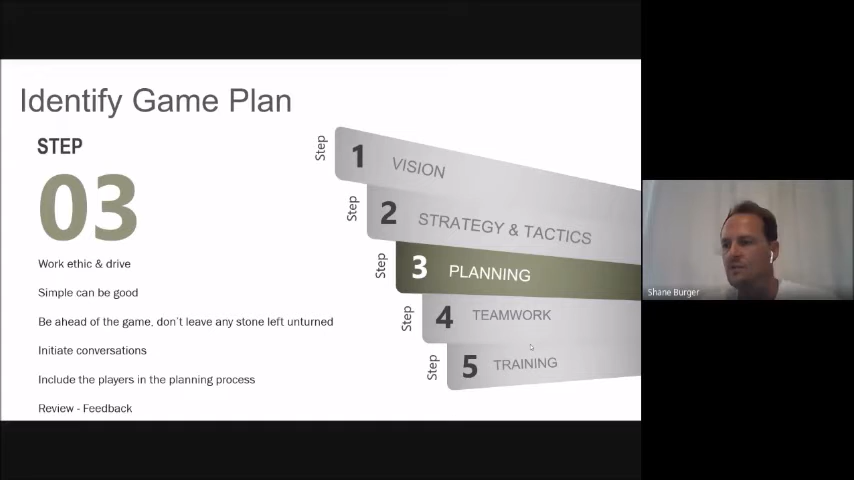 Identify Game Plan
STEP
03
Work ethic & drive
Simple can be good
Be ahead of the game, don't leave any stone left unturned
Initiate conversations
Include the players in the planning process
Review - Feedback
Step 1 VISION
Step 2 STRATEGY & TACTICS
Step 3 PLANNING
Step 4 TEAMWORK
Step 5 TRAINING
Shane Burger